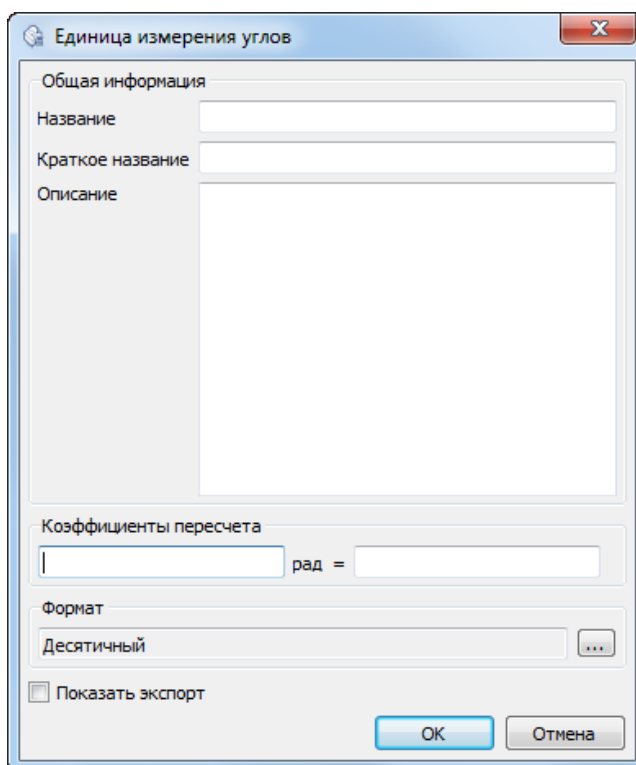 Единица измерения углов
Общая информация
Название
Краткое название
Описание
Коэффициенты пересчета
рад =
Формат
Десятичный
...
Показать экспорт
OK Отмена